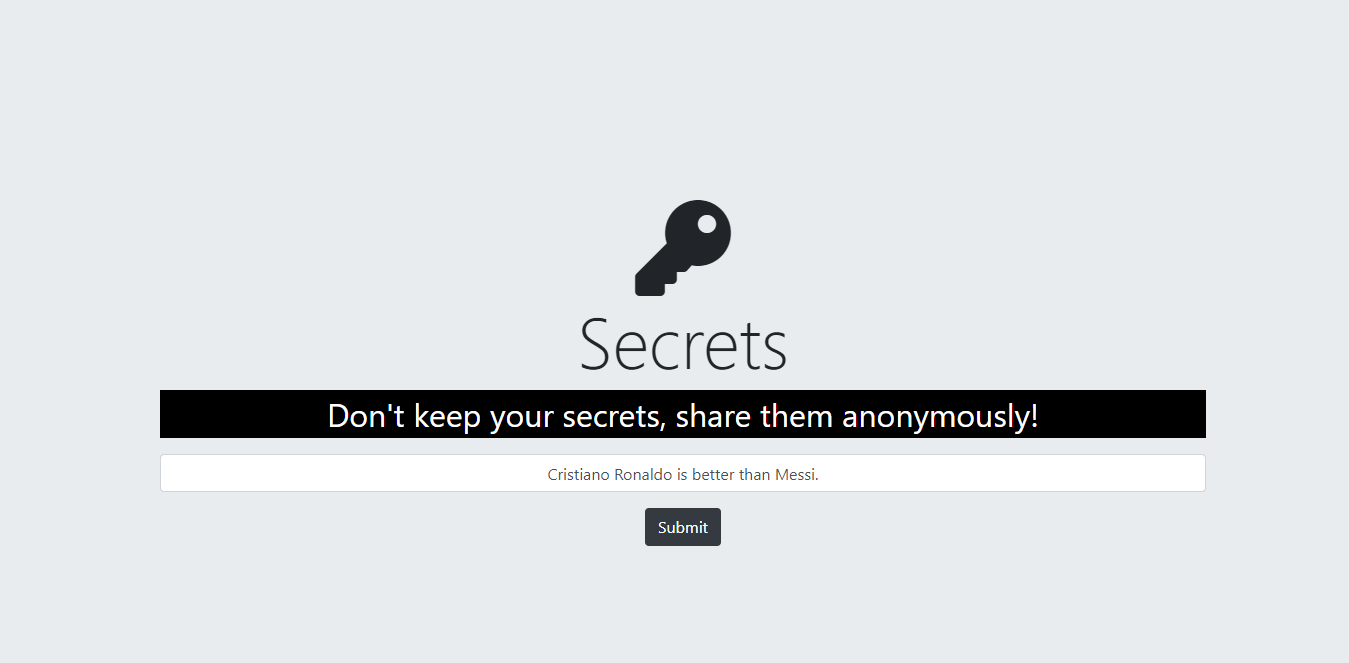 Secrets
Don't keep your secrets, share them anonymously!
Cristiano Ronaldo is better than Messi.
Submit